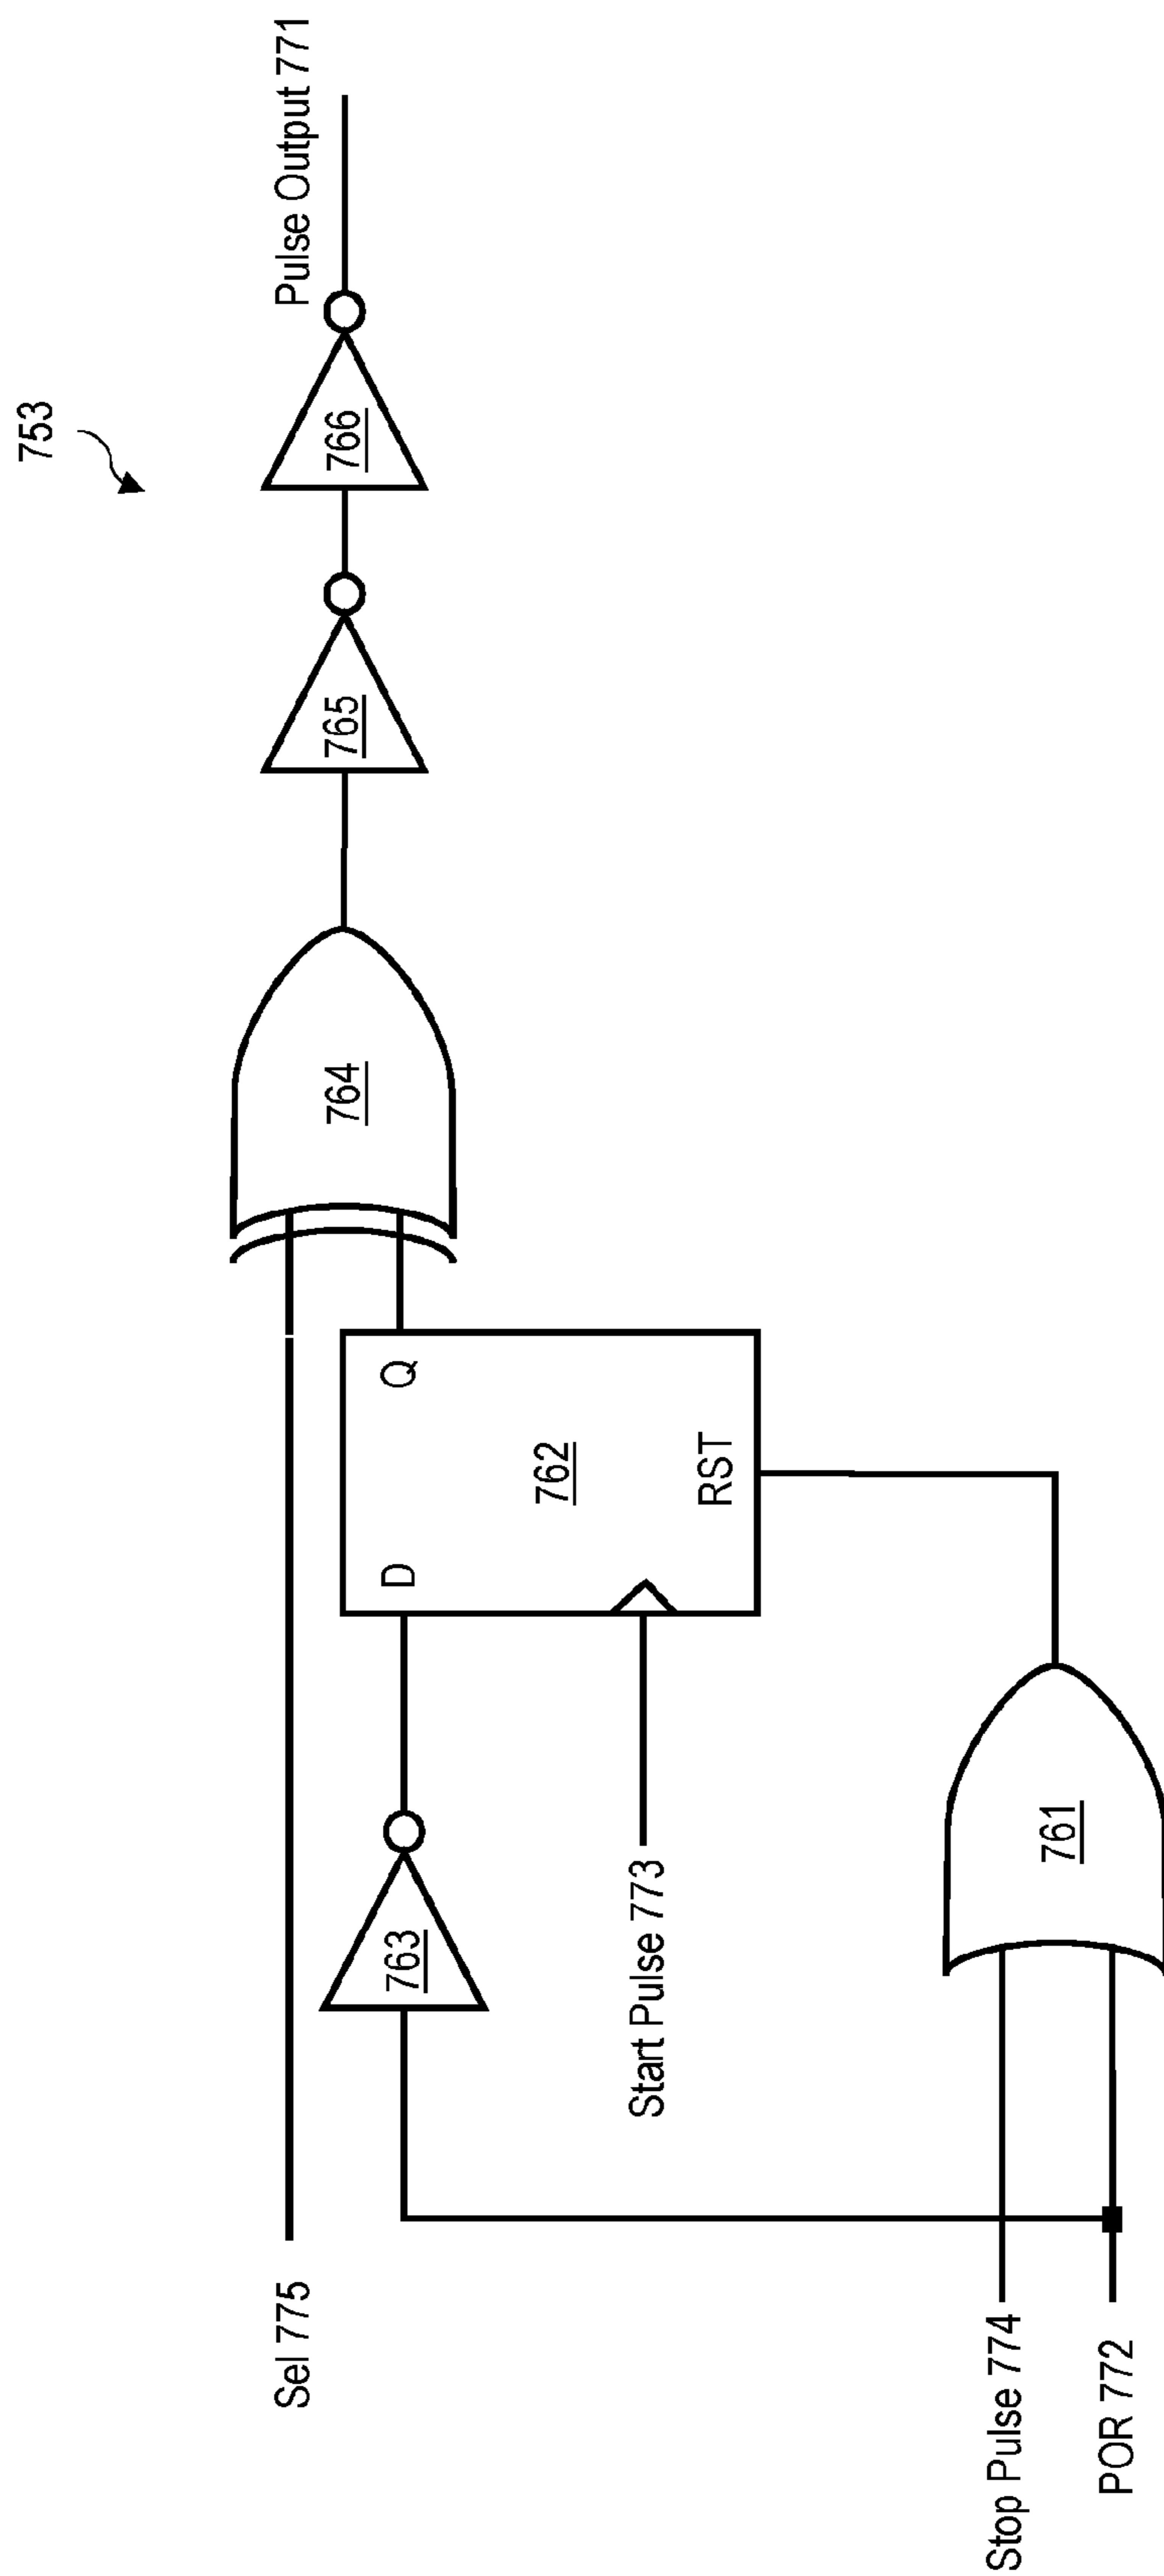 753
Pulse Output 771
766
765
764
Sel 775
D
Q
762
RST
763
Start Pulse 773
761
Stop Pulse 774
POR 772